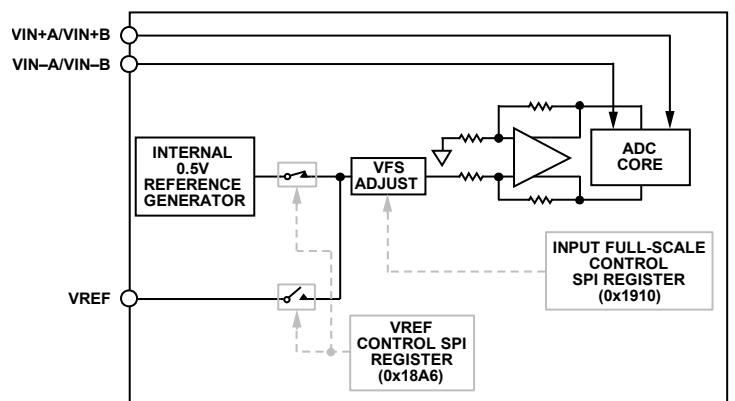 VIN+A/VIN+B
VIN–A/VIN–B
INTERNAL
0.5V
REFERENCE
GENERATOR
VFS
ADJUST
ADC
CORE
INPUT FULL-SCALE
CONTROL
SPI REGISTER
(0x1910)
VREF
VREF
CONTROL SPI
REGISTER
(0x18A6)